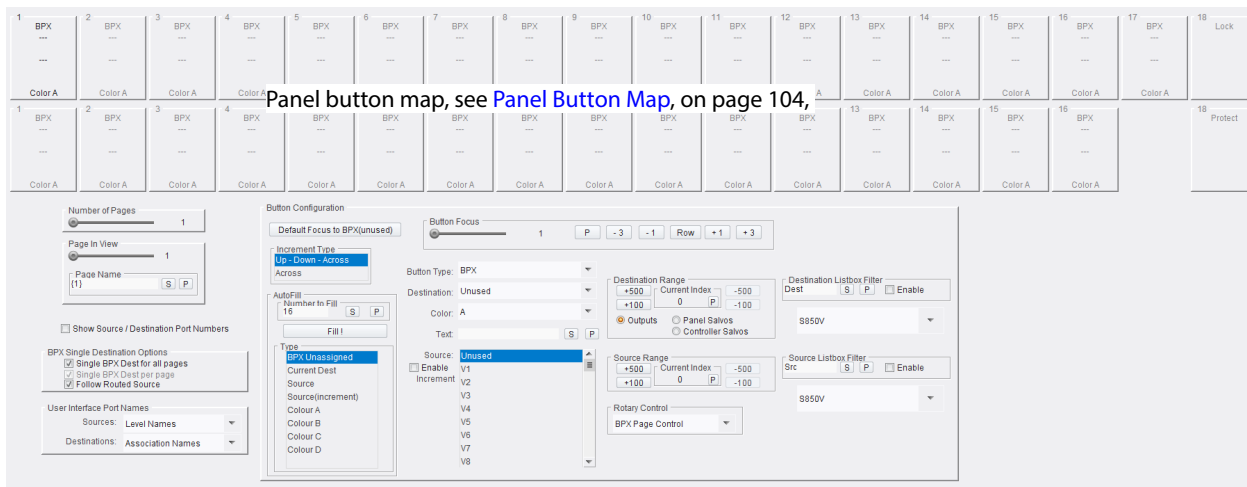 1 BPX 2 BPX 3 BPX 4 BPX 5 BPX 6 BPX 7 BPX 8 BPX 9 BPX 10 BPX 11 BPX 12 BPX 13 BPX 14 BPX 15 BPX 16 BPX 17 BPX 18 Lock
--- --- --- --- --- --- --- --- --- --- --- --- --- --- --- --- ---
--- --- --- --- --- --- --- --- --- --- --- --- --- --- --- --- ---
Color A Color A Color A Color A Color A Color A Color A Color A Color A Color A Color A
Panel button map, see Panel Button Map, on page 104,
1 BPX 2 BPX 3 BPX 4 BPX BPX BPX BPX BPX BPX BPX BPX BPX 13 BPX 14 BPX 15 BPX 16 BPX 18 Protect
--- --- --- --- --- --- --- --- --- --- --- --- --- --- --- ---
--- --- --- --- --- --- --- --- --- --- --- --- --- --- --- ---
Color A Color A Color A Color A Color A Color A Color A Color A Color A Color A Color A Color A Color A Color A Color A Color A
Number of Pages
1
Page In View
1
Page Name
{1} S P
Show Source / Destination Port Numbers
BPX Single Destination Options
Single BPX Dest for all pages
Single BPX Dest per page
Follow Routed Source
User Interface Port Names
Sources: Level Names
Destinations: Association Names
Button Configuration
Default Focus to BPX(unused)
Button Focus
1 P - 3 - 1 Row + 1 + 3
Increment Type
Up - Down - Across
Across
AutoFill
Number to Fill
16 S P
Fill !
Type
BPX Unassigned
Current Dest
Source
Source(increment)
Colour A
Colour B
Colour C
Colour D
Button Type: BPX
Destination: Unused
Color: A
Text: S P
Source: Unused
Enable Increment
V1
V2
V3
V4
V5
V6
V7
V8
Destination Range
+500 Current Index -500
+100 0 P -100
Outputs Panel Salvos
Controller Salvos
Source Range
+500 Current Index -500
+100 0 P -100
Rotary Control
BPX Page Control
Destination Listbox Filter
Dest S P Enable
S850V
Source Listbox Filter
Src S P Enable
S850V